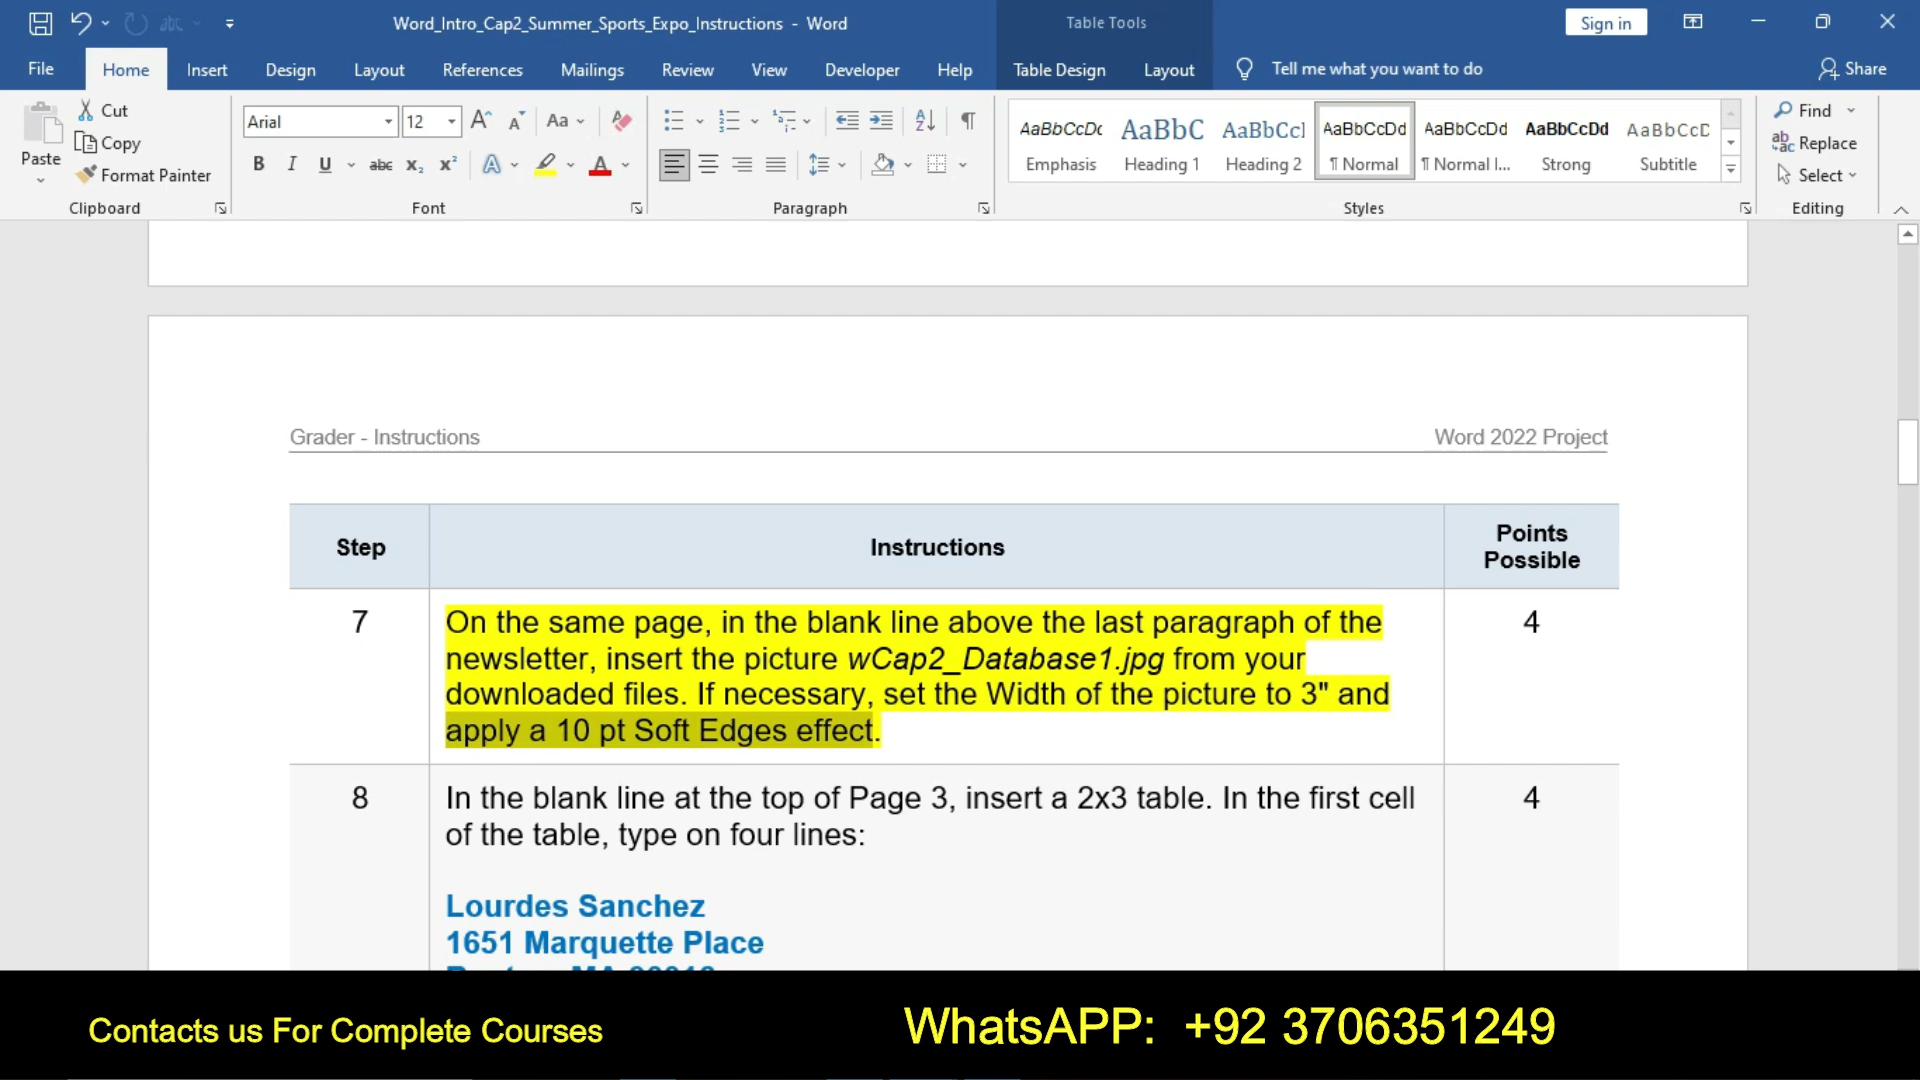 Word_Intro_Cap2_Summer_Sports_Expo_Instructions - Word
Table Tools
Sign in
File Home Insert Design Layout References Mailings Review View Developer Help Table Design Layout Tell me what you want to do Share
Paste
Cut
Copy
Format Painter
Clipboard
Arial 12
Aa
B I U abc x₂ x² A A
Font
Paragraph
AaBbCcDc AaBbC AaBbCcI AaBbCcDd AaBbCcDd AaBbCcDd AaBbCcD
Emphasis Heading 1 Heading 2 ¶ Normal ¶ Normal I... Strong Subtitle
Styles
Find
Replace
Select
Editing
Grader - Instructions Word 2022 Project
Step Instructions Points Possible
7 On the same page, in the blank line above the last paragraph of the 4
newsletter, insert the picture wCap2_Database1.jpg from your
downloaded files. If necessary, set the Width of the picture to 3" and
apply a 10 pt Soft Edges effect.
8 In the blank line at the top of Page 3, insert a 2x3 table. In the first cell 4
of the table, type on four lines:
Lourdes Sanchez
1651 Marquette Place
Contacts us For Complete Courses
WhatsAPP: +92 3706351249